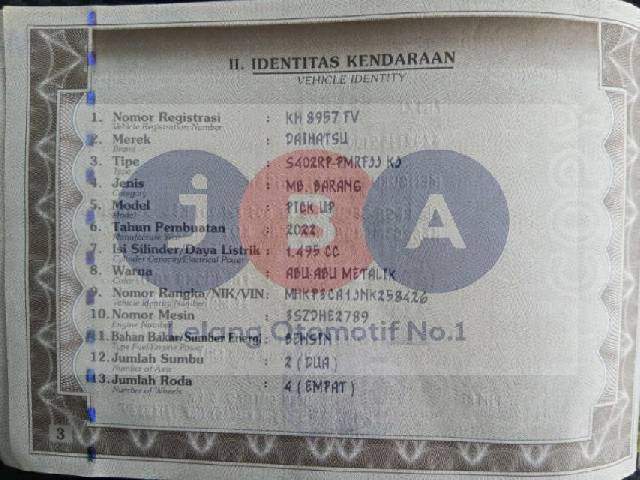 II. IDENTITAS KENDARAAN
VEHICLE IDENTITY
1. Nomor Registrasi : KH 8957 FV
Vehicle Registration Number
2. Merek : DAIHATSU
Brand
3. Tipe : S402RP-PMRFJJ KJ
Type
4. Jenis : MB. BARANG
Category
5. Model : PICK UP
Model
6. Tahun Pembuatan : 2022
Manufacture Year
7. Isi Silinder/Daya Listrik : 1.495 CC
Cylinder Capacity/Electrical Power
8. Warna : ABU ABU METALIK
Color
9. Nomor Rangka/NIK/VIN : MHKP3CA1JNK258426
Vehicle Identity Number
10. Nomor Mesin : 3SZDHE2789
Engine Number
11. Bahan Bakar/Sumber Energi : BENSIN
Type Fuel/Engine Power
12. Jumlah Sumbu : 2 (DUA)
Number of Axis
13. Jumlah Roda : 4 (EMPAT)
Number of Wheels
iBA
Lelang Otomotif No.1
3